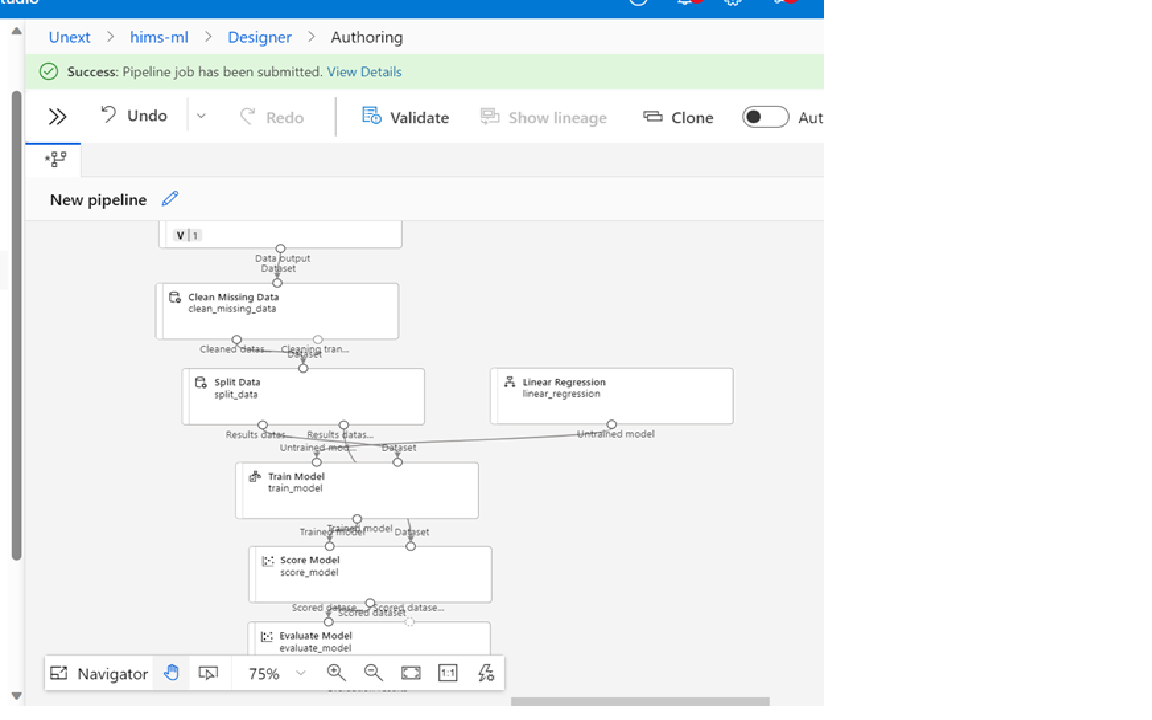 Unext > hims-ml > Designer > Authoring
Success: Pipeline job has been submitted. View Details
Undo Redo Validate Show lineage Clone Aut
New pipeline
V 1
Data output
Dataset
Clean Missing Data
clean_missing_data
Cleaned datas... Cleaning tran...
Dataset
Split Data
split_data
Linear Regression
linear_regression
Results datas... Results datas... Untrained model
Untrained mod... Dataset
Train Model
train_model
Trained model
Trained model Dataset
Score Model
score_model
Scored datase... Scored datase...
Scored dataset
Evaluate Model
evaluate_model
Navigator 75% 1:1